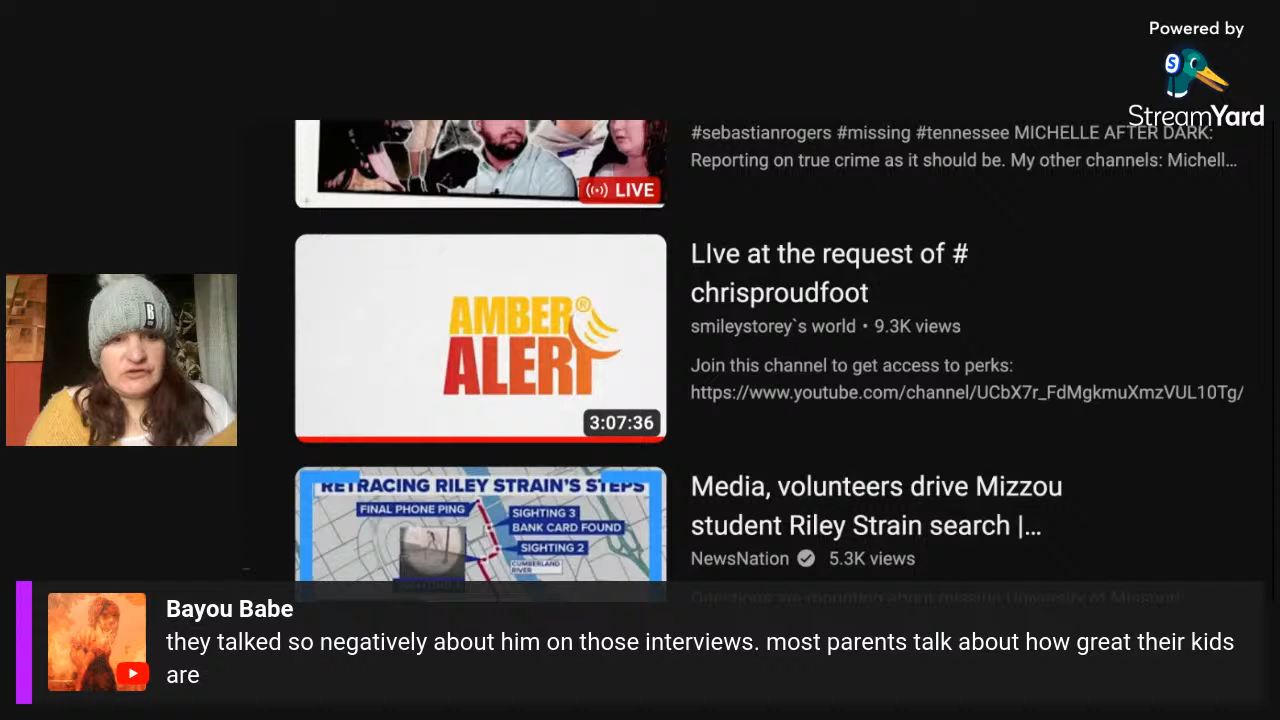 Powered by
StreamYard
#sebastianrogers #missing #tennessee MICHELLE AFTER DARK:
Reporting on true crime as it should be. My other channels: Michell...
LIVE
LIve at the request of #
chrisproudfoot
smileystorey`s world • 9.3K views
Join this channel to get access to perks:
https://www.youtube.com/channel/UCbX7r_FdMgkmuXmzVUL10Tg/
AMBER
ALERT
3:07:36
RETRACING RILEY STRAIN'S STEPS
FINAL PHONE PING
SIGHTING 3
BANK CARD FOUND
SIGHTING 2
CUMBERLAND
RIVER
Media, volunteers drive Mizzou
student Riley Strain search |...
NewsNation 5.3K views
Bayou Babe
they talked so negatively about him on those interviews. most parents talk about how great their kids
are